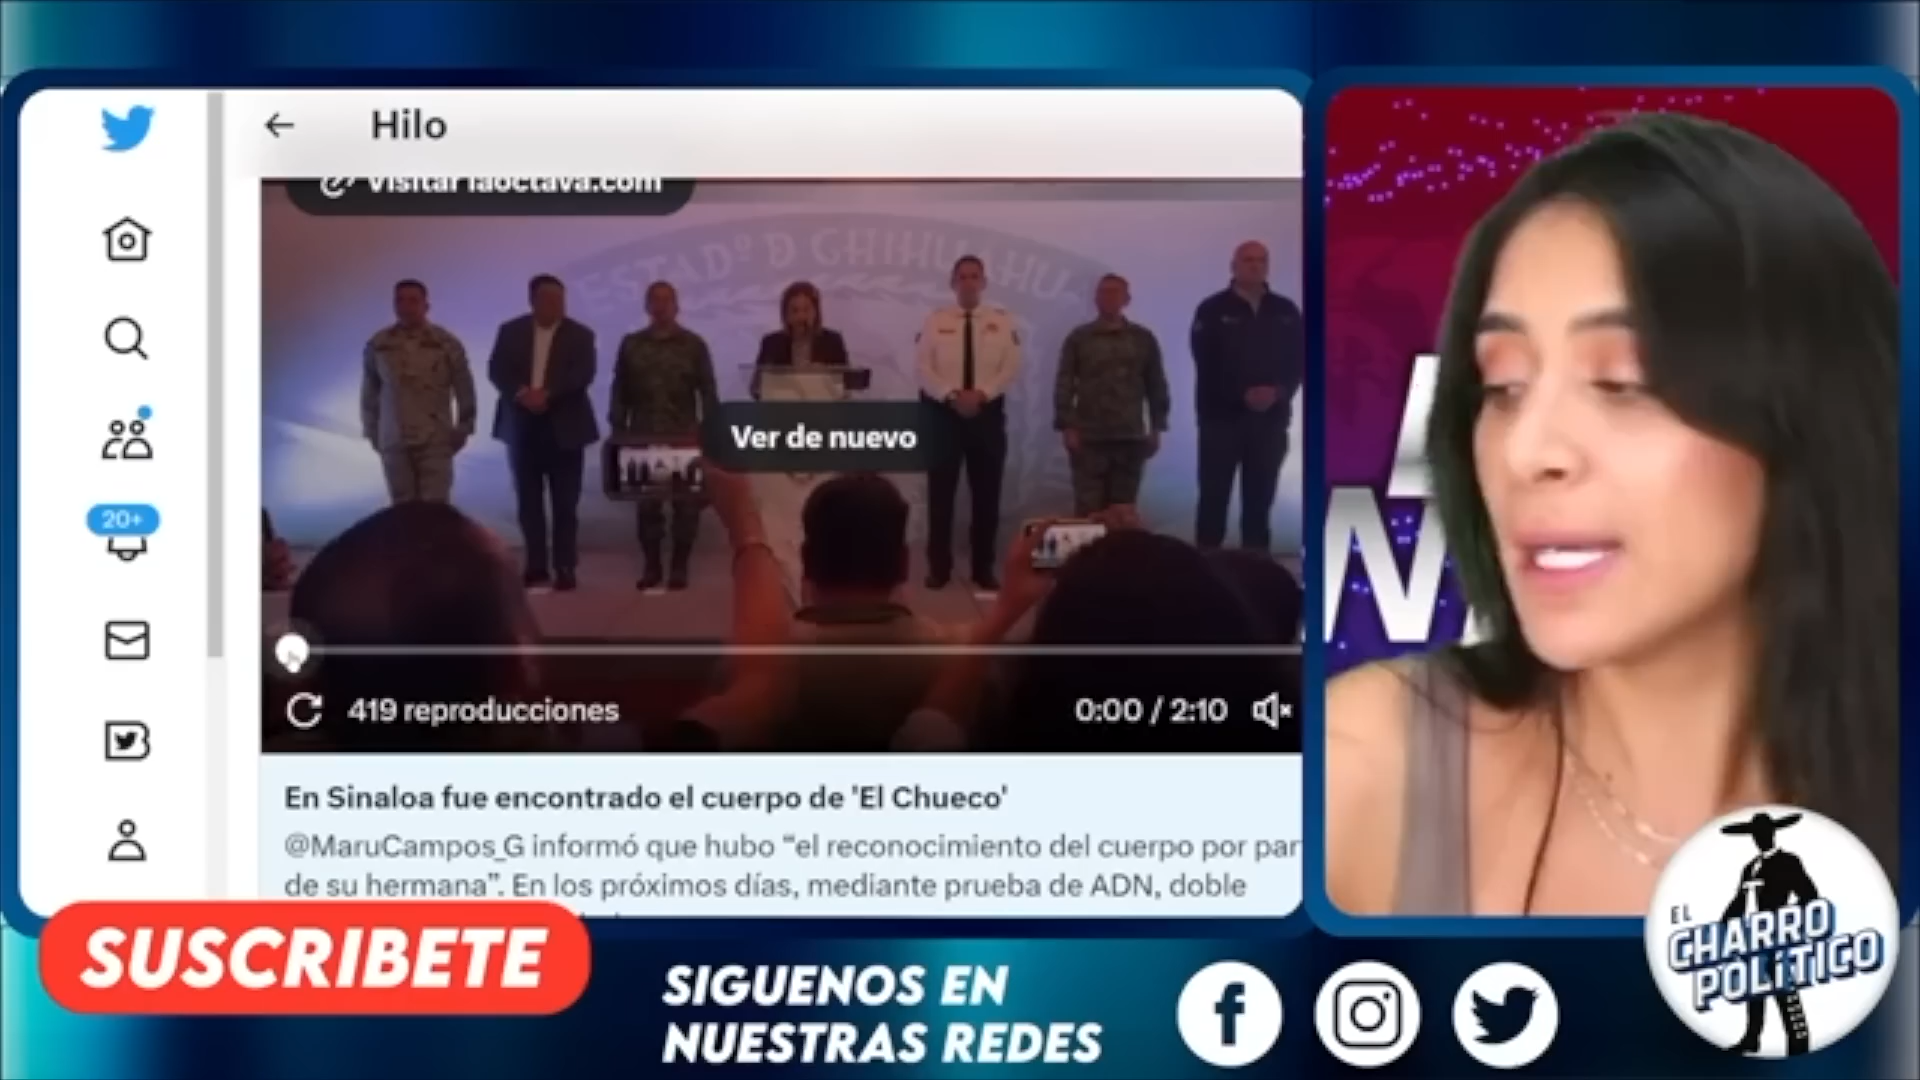 Hilo
visitar laoctava.com
ESTADO D CHIHUAHU
Ver de nuevo
20+
419 reproducciones
0:00 / 2:10
En Sinaloa fue encontrado el cuerpo de 'El Chueco'
@MaruCampos_G informó que hubo “el reconocimiento del cuerpo por par
de su hermana”. En los próximos días, mediante prueba de ADN, doble
SUSCRIBETE
SIGUENOS EN
NUESTRAS REDES
EL
CHARRO
POLÍTICO